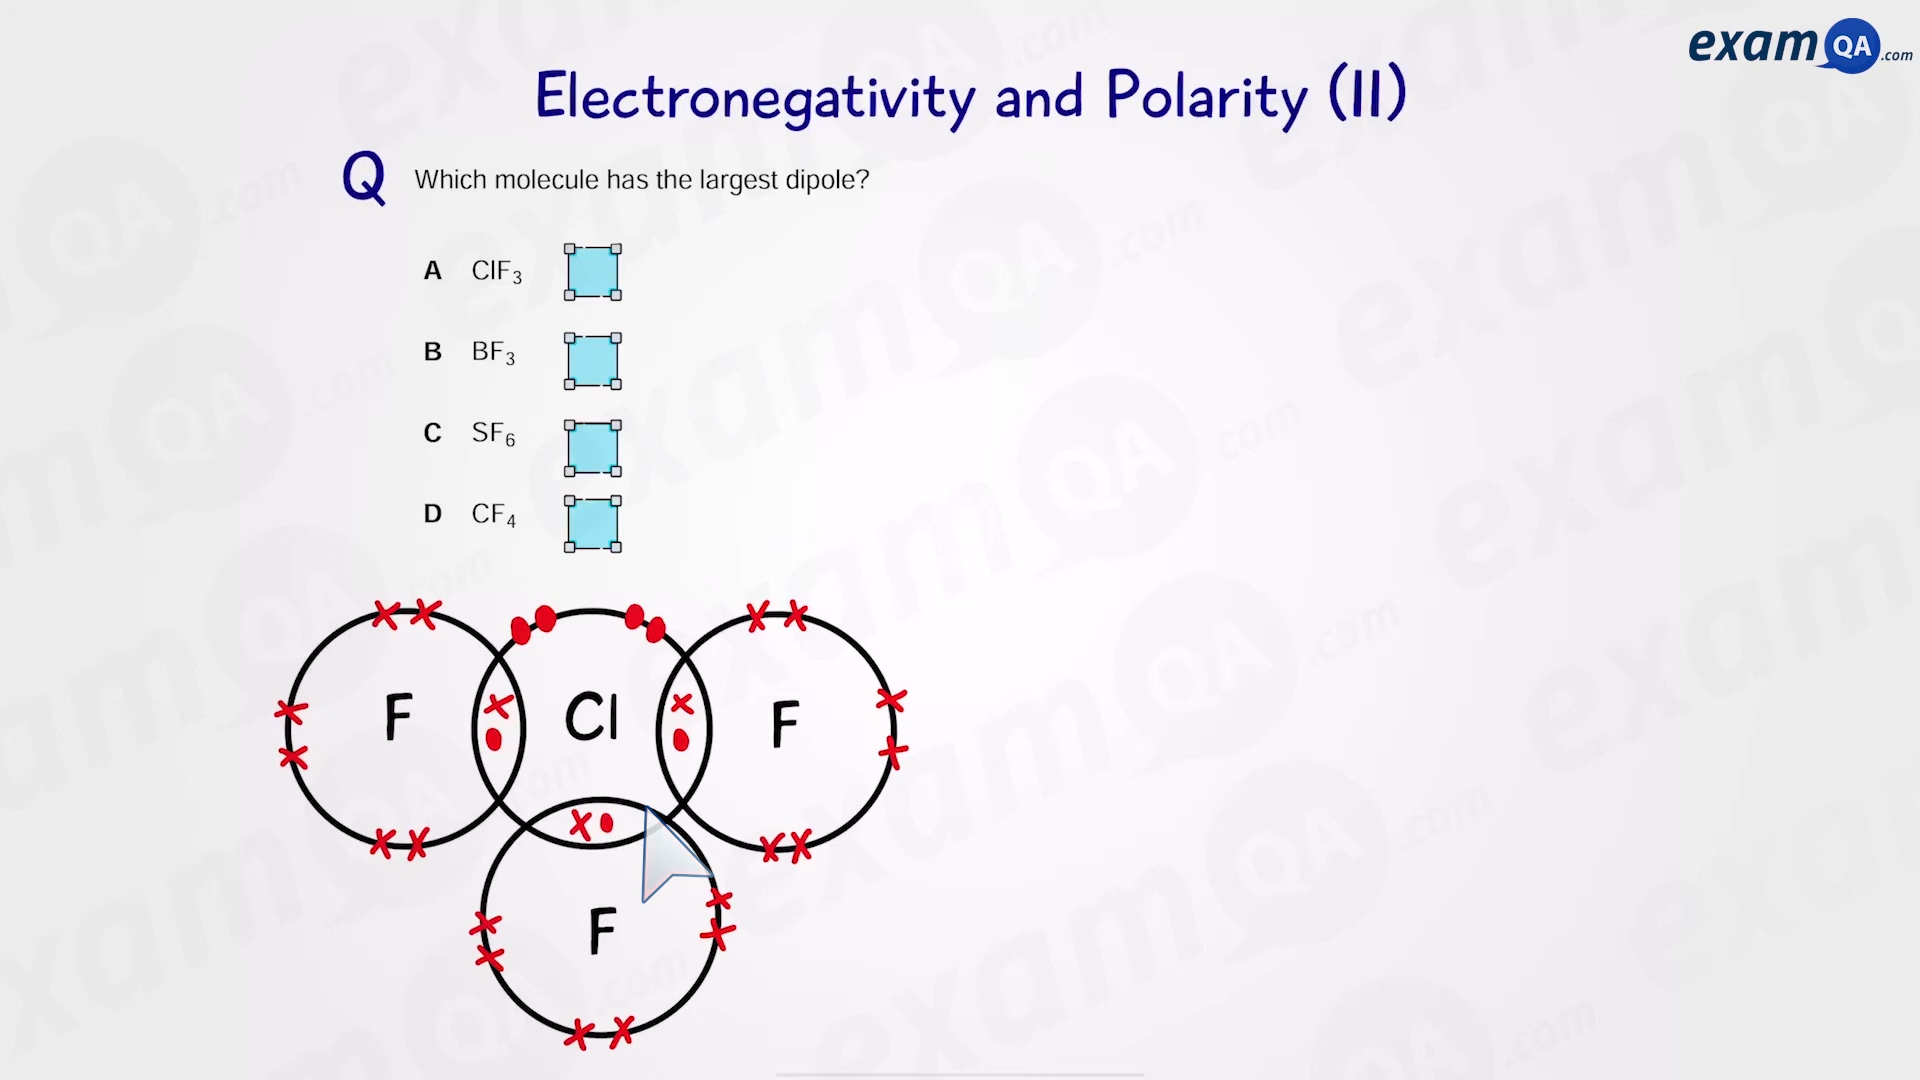 examQA.com
Electronegativity and Polarity (II)
Q Which molecule has the largest dipole?
A ClF₃
B BF₃
C SF₆
D CF₄
F Cl F
F